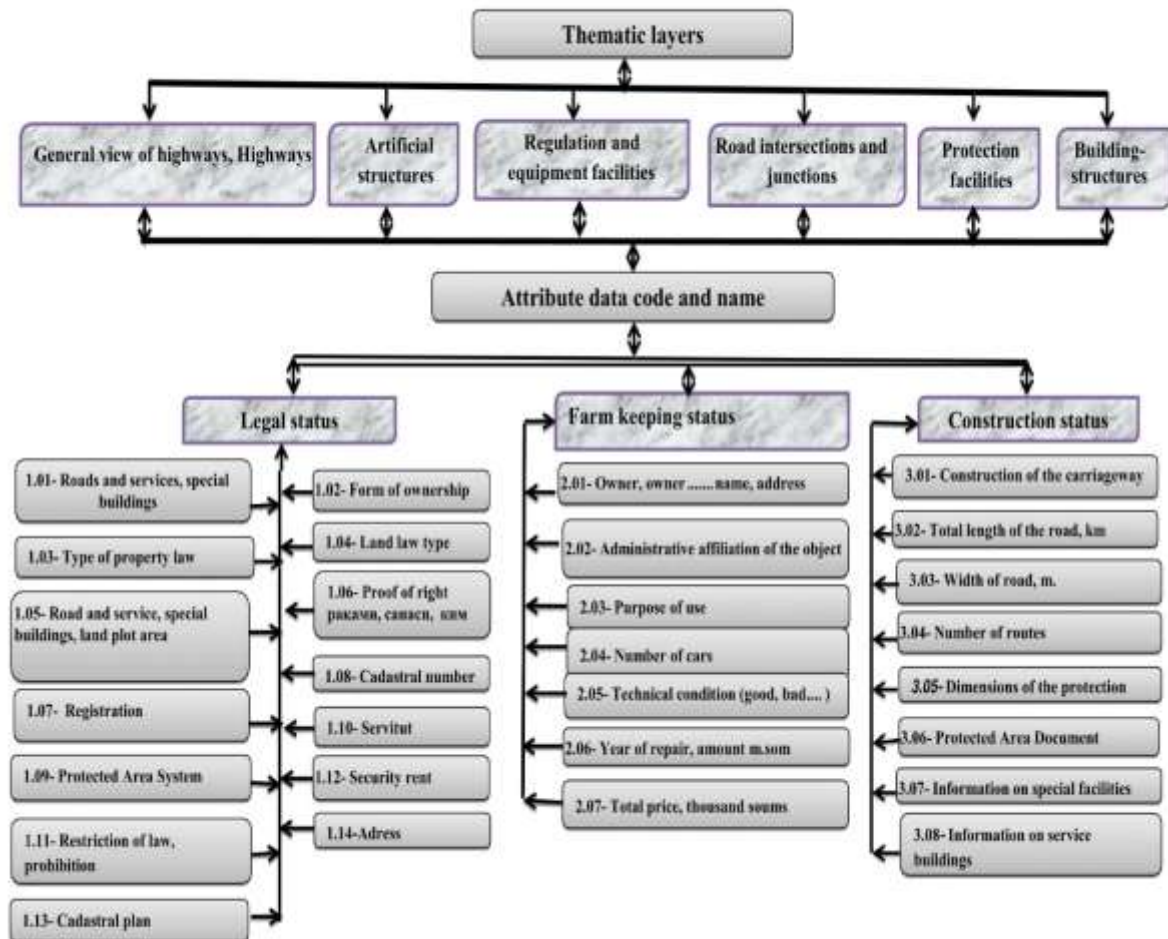 Thematic layers
General view of highways, Highways
Artificial
structures
Regulation and
equipment facilities
Road intersections and
junctions
Protection
facilities
Building-
structures
Attribute data code and name
Legal status
Farm keeping status
Construction status
1.01- Roads and services, special
buildings
1.02- Form of ownership
1.03- Type of property law
1.04- Land law type
1.05- Road and service, special
buildings, land plot area
1.06- Proof of right
раками, санаси, ким
1.07- Registration
1.08- Cadastral number
1.09- Protected Area System
1.10- Servitut
1.11- Restriction of law,
prohibition
1.12- Security rent
1.13- Cadastral plan
1.14-Adress
2.01- Owner, owner .......name, address
2.02- Administrative affiliation of the object
2.03- Purpose of use
2.04- Number of cars
2.05- Technical condition (good, bad.... )
2.06- Year of repair, amount m.som
2.07- Total price, thousand soums
3.01- Construction of the carriageway
3.02- Total length of the road, km
3.03- Width of road, m.
3.04- Number of routes
3.05- Dimensions of the protection
3.06- Protected Area Document
3.07- Information on special facilities
3.08- Information on service
buildings